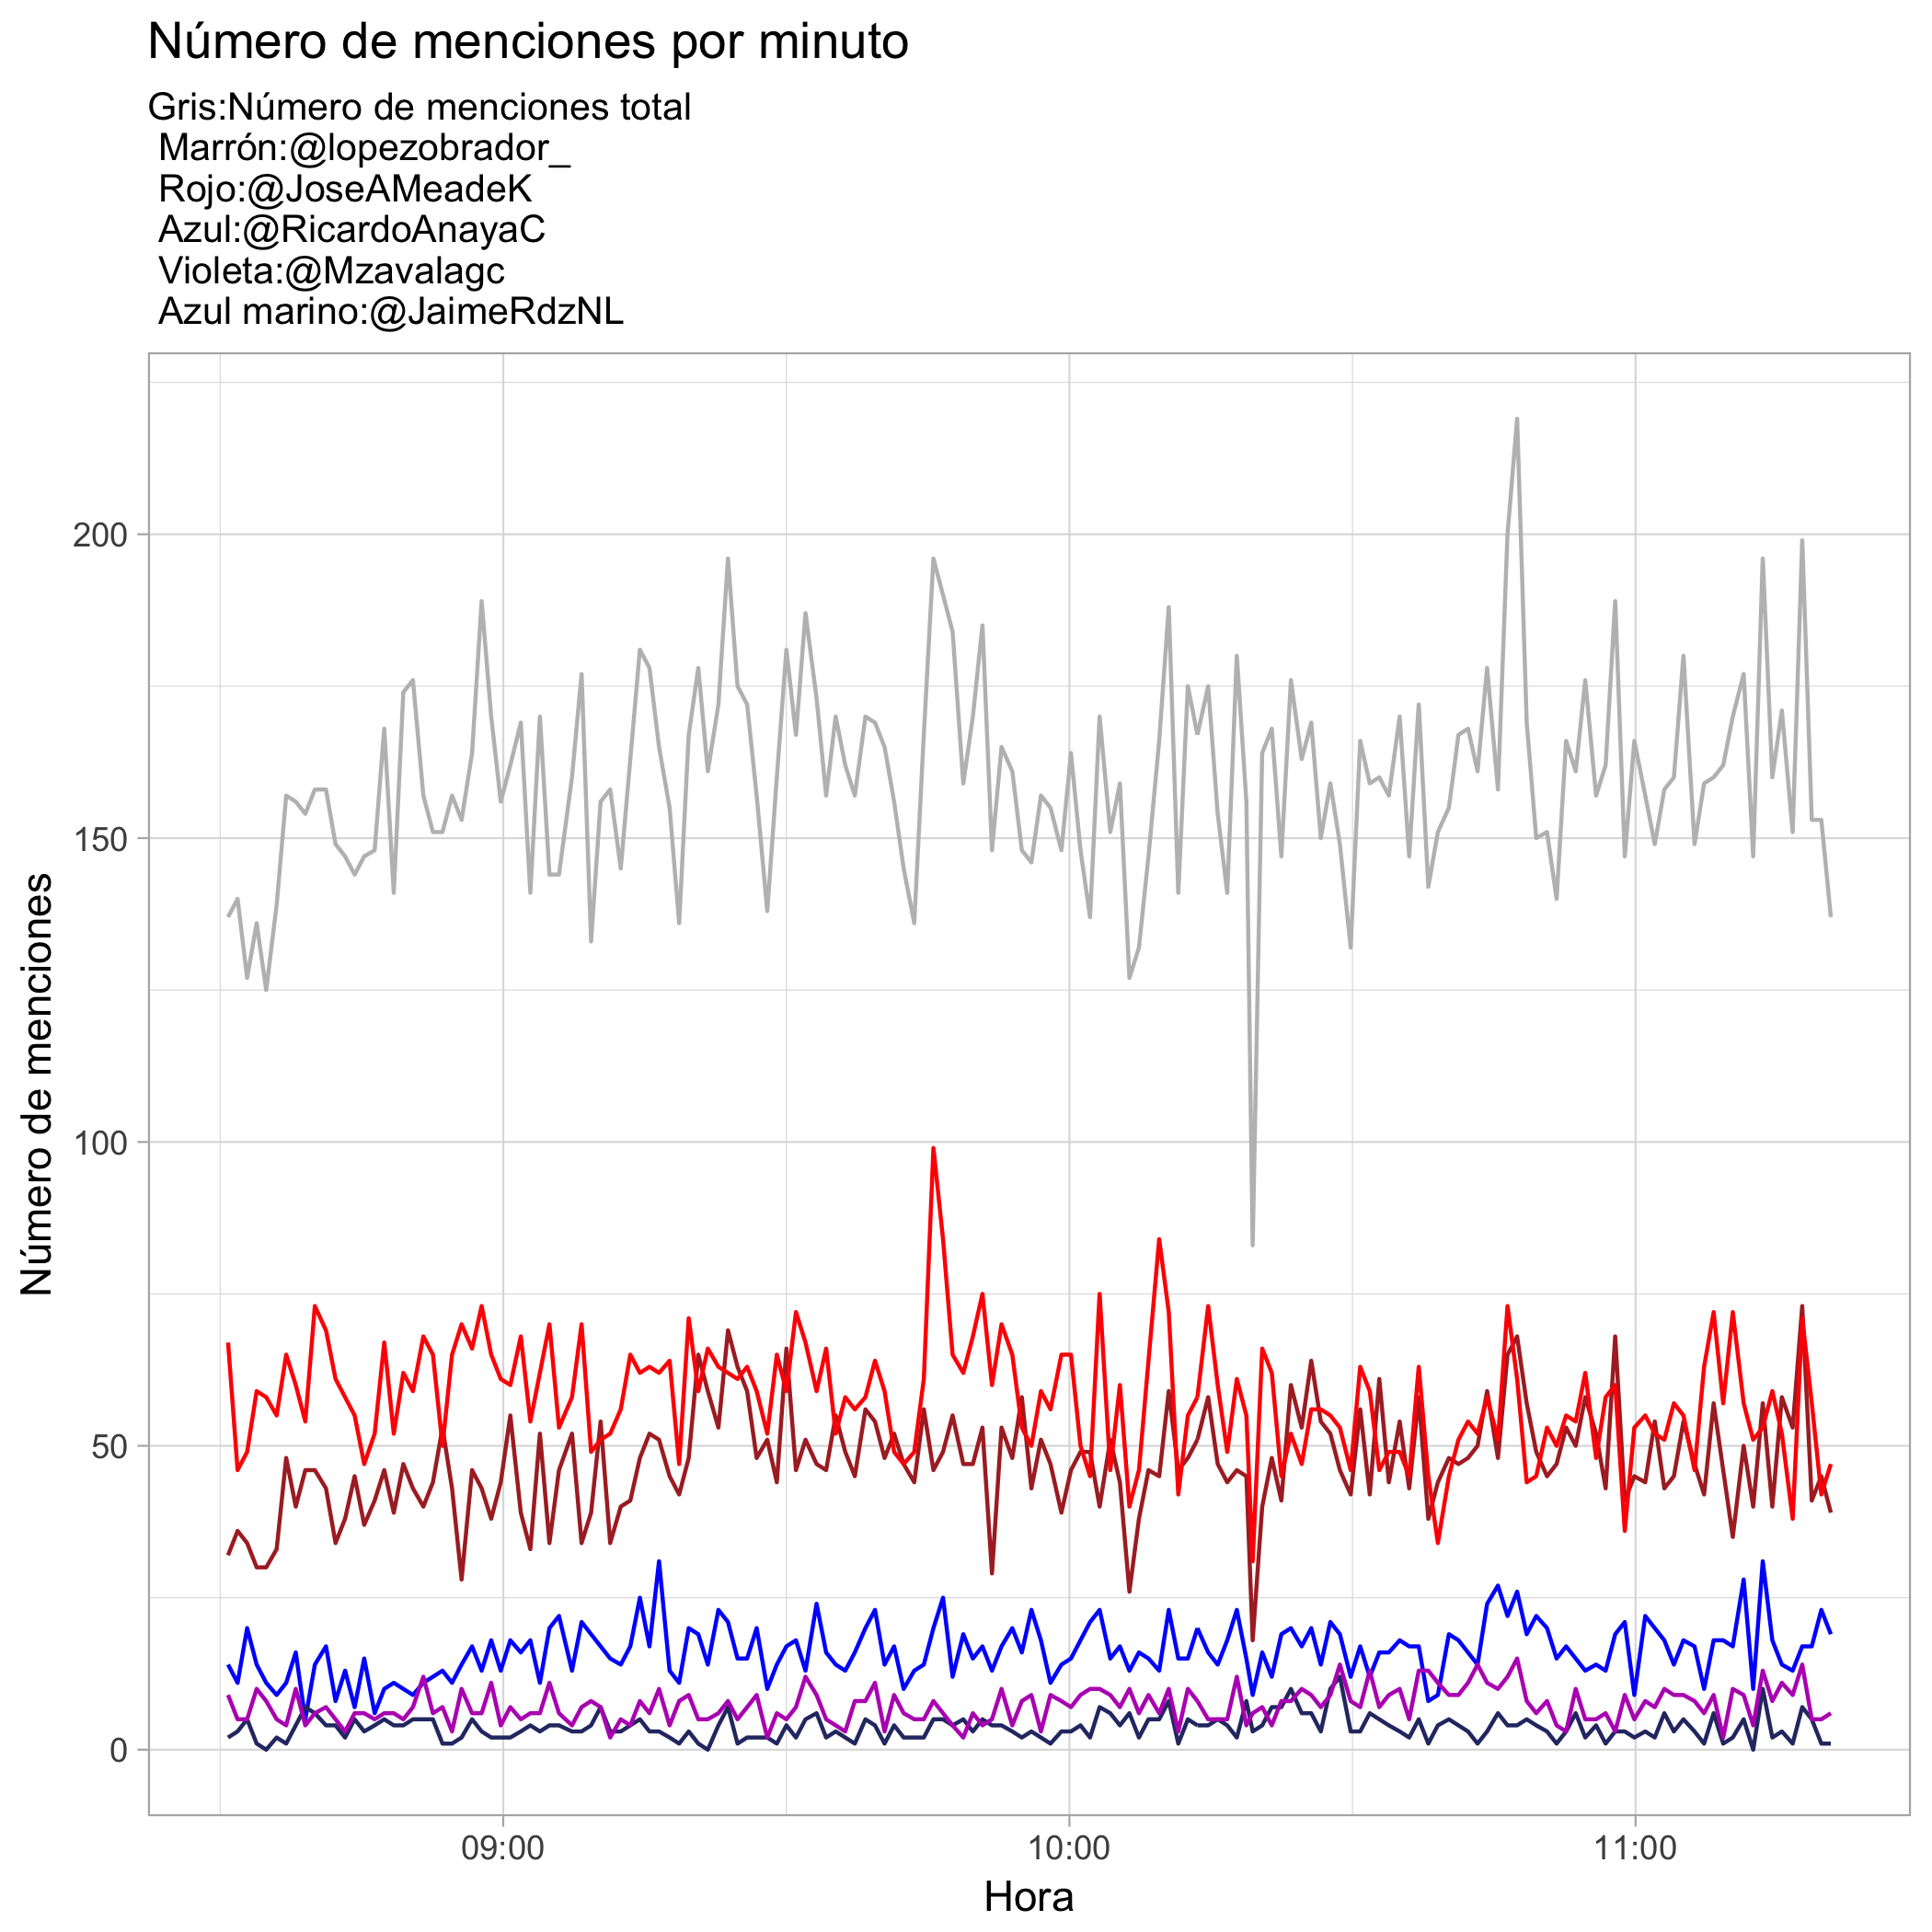 Número de menciones por minuto
Gris:Número de menciones total
Marrón:@lopezobrador_
Rojo:@JoseAMeadeK
Azul:@RicardoAnayaC
Violeta:@Mzavalagc
Azul marino:@JaimeRdzNL
Número de menciones
200
150
100
50
0
09:00
10:00
11:00
Hora